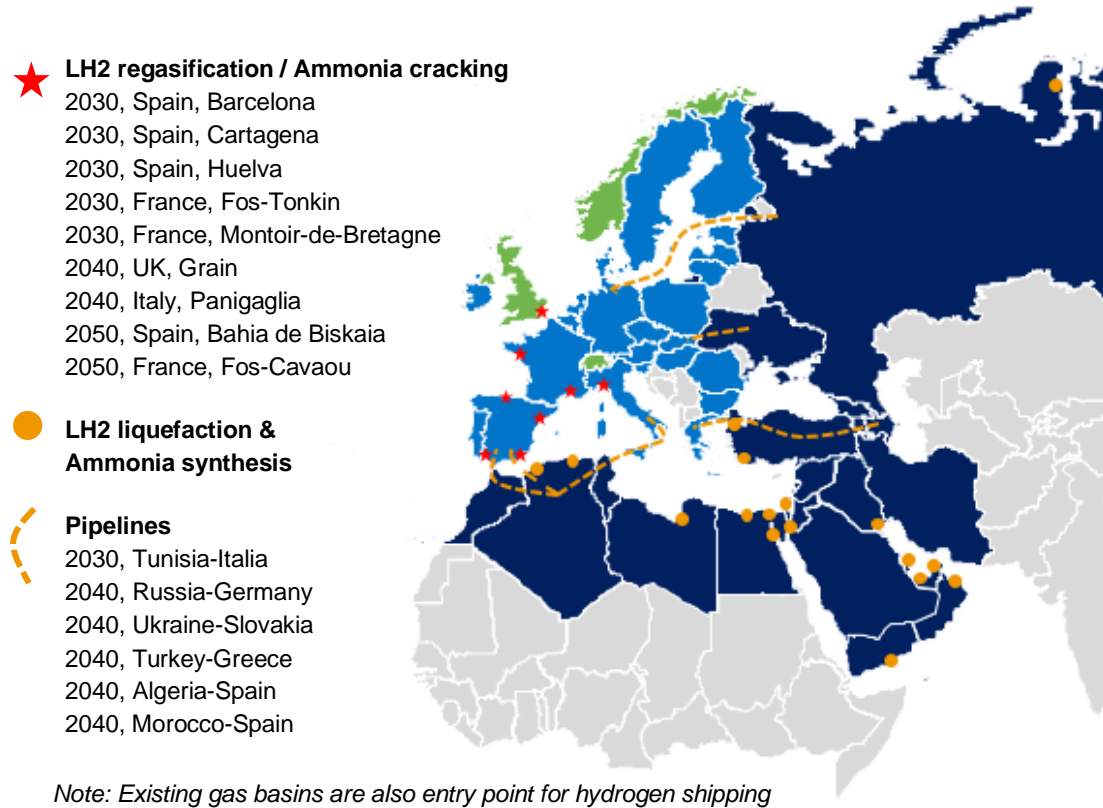 LH2 regasification / Ammonia cracking
2030, Spain, Barcelona
2030, Spain, Cartagena
2030, Spain, Huelva
2030, France, Fos-Tonkin
2030, France, Montoir-de-Bretagne
2040, UK, Grain
2040, Italy, Panigaglia
2050, Spain, Bahia de Biskaia
2050, France, Fos-Cavaou
LH2 liquefaction &
Ammonia synthesis
Pipelines
2030, Tunisia-Italia
2040, Russia-Germany
2040, Ukraine-Slovakia
2040, Turkey-Greece
2040, Algeria-Spain
2040, Morocco-Spain
Note: Existing gas basins are also entry point for hydrogen shipping